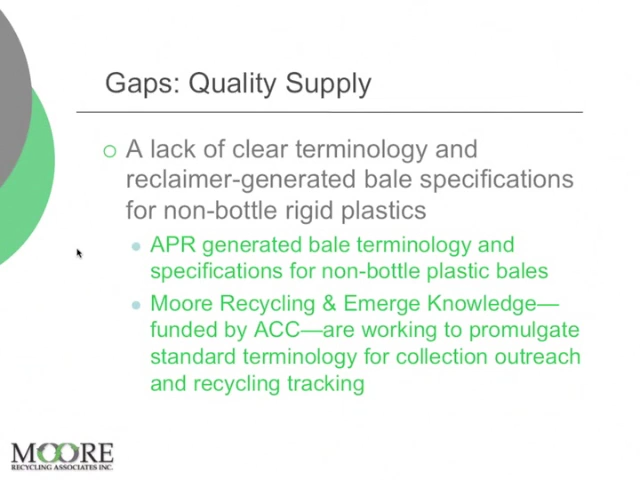 Gaps: Quality Supply
A lack of clear terminology and
reclaimer-generated bale specifications
for non-bottle rigid plastics
APR generated bale terminology and
specifications for non-bottle plastic bales
Moore Recycling & Emerge Knowledge—
funded by ACC—are working to promulgate
standard terminology for collection outreach
and recycling tracking
MOORE
RECYCLING ASSOCIATES INC.